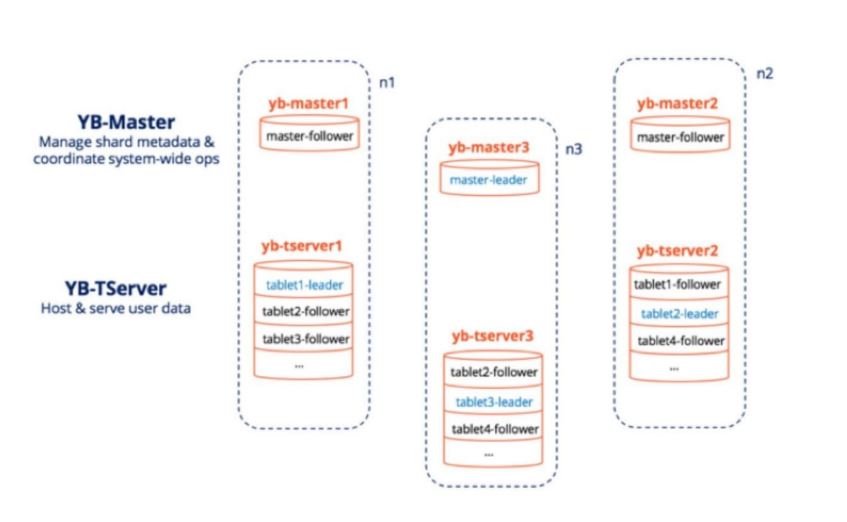 YB-Master
Manage shard metadata &
coordinate system-wide ops
YB-TServer
Host & serve user data
n1
yb-master1
master-follower
yb-tserver1
tablet1-leader
tablet2-follower
tablet3-follower
...
n3
yb-master3
master-leader
yb-tserver3
tablet2-follower
tablet3-leader
tablet4-follower
...
n2
yb-master2
master-follower
yb-tserver2
tablet1-follower
tablet2-leader
tablet4-follower
...